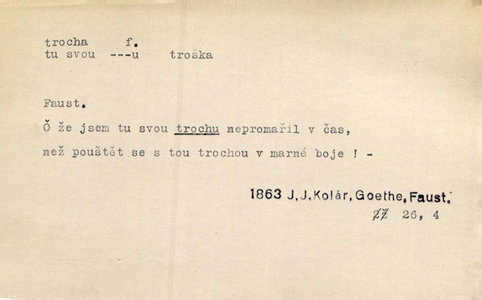 trocha f.
tu svou ---u troška
Faust.
Ó že jsem tu svou trochu nepromařil v čas,
než pouštět se s tou trochou v marné boje ! -
1863 J.J.Kolár, Goethe, Faust.
26, 4